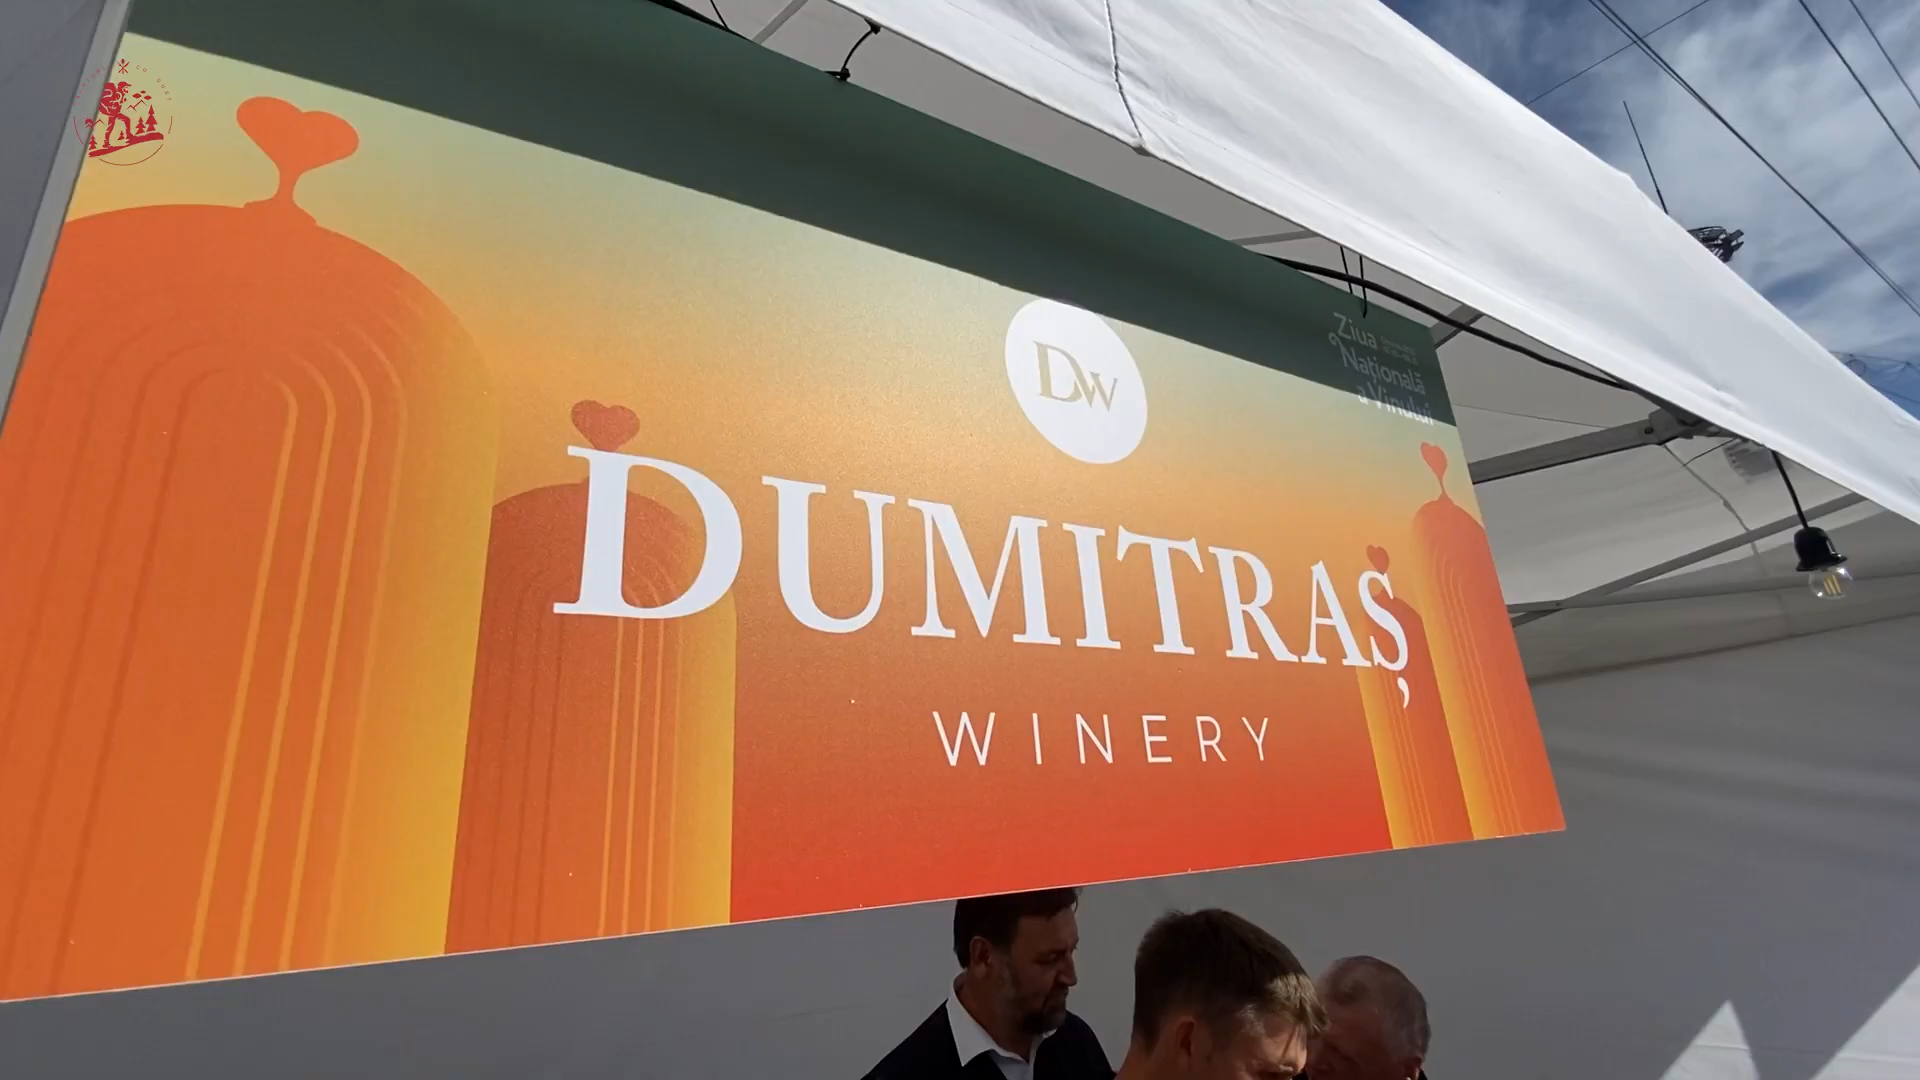 DW
DUMITRAȘ
WINERY
Ziua
Națională
a Vinului